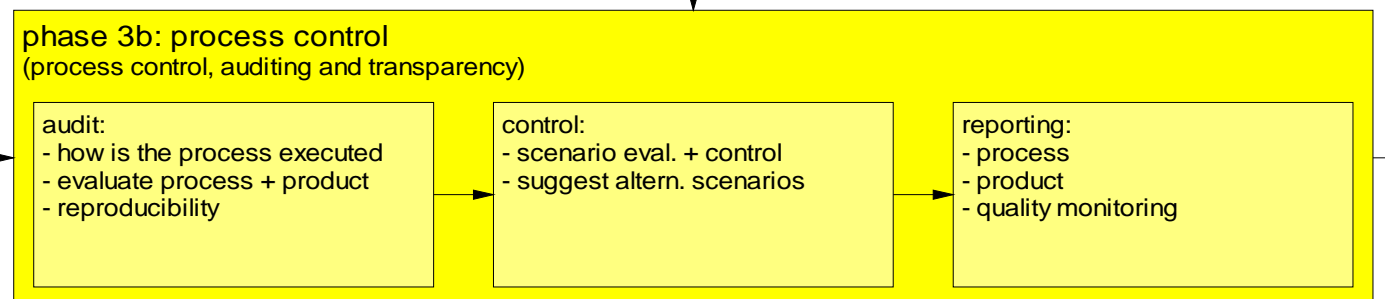 phase 3b: process control
(process control, auditing and transparency)
audit:
- how is the process executed
- evaluate process + product
- reproducibility
control:
- scenario eval. + control
- suggest altern. scenarios
reporting:
- process
- product
- quality monitoring